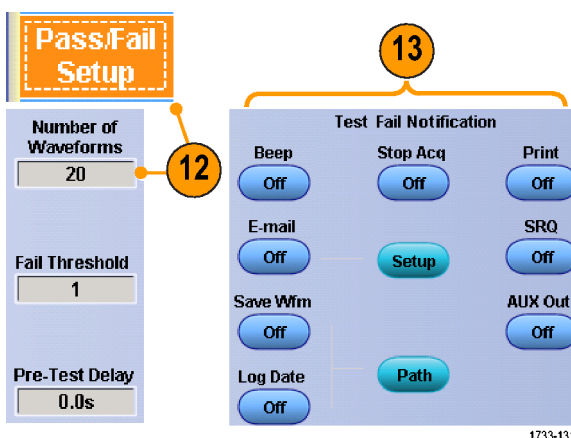 Pass/Fail
Setup
12
Number of
Waveforms
20
Fail Threshold
1
Pre-Test Delay
0.0s
13
Test Fail Notification
Beep
Stop Acq
Print
Off
Off
Off
E-mail
SRQ
Off
Setup
Off
Save Wfm
AUX Out
Off
Off
Log Date
Path
Off